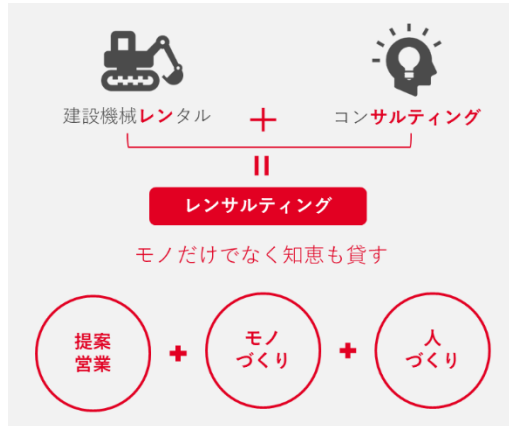 建設機械レンタル
+
コンサルティング
=
レンサルティング
モノだけでなく知恵も貸す
提案
営業
+
モノ
づくり
+
人
づくり